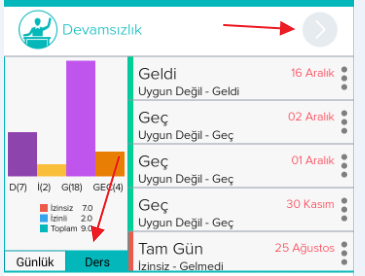 Devamsızlık
D(7) İ(2) G(18) GEÇ(4)
İzinsiz 7.0
İzinli 2.0
Toplam 9.0
Günlük Ders
Geldi 16 Aralık
Uygun Değil - Geldi
Geç 02 Aralık
Uygun Değil - Geç
Geç 01 Aralık
Uygun Değil - Geç
Geç 30 Kasım
Uygun Değil - Geç
Tam Gün 25 Ağustos
İzinsiz - Gelmedi